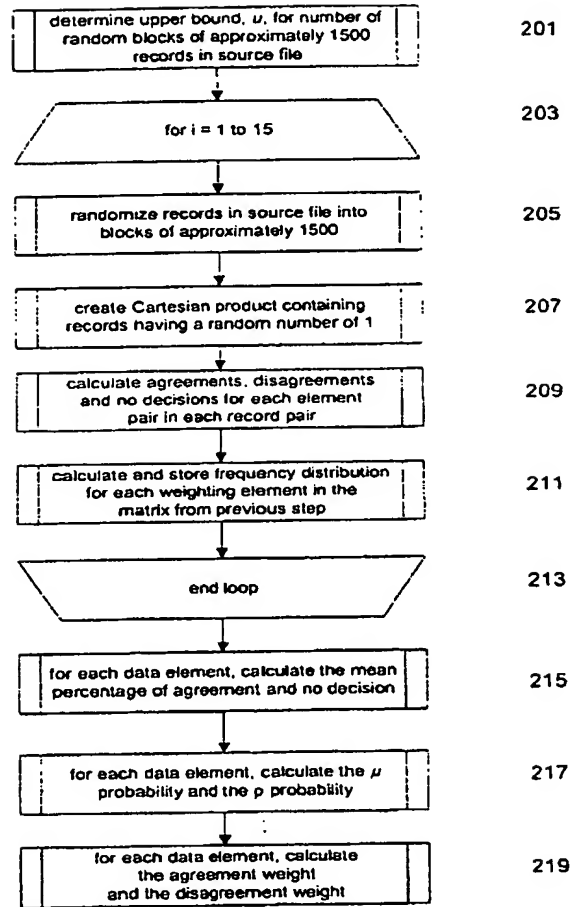 determine upper bound, υ, for number of
random blocks of approximately 1500
records in source file
201
for i = 1 to 15
203
randomize records in source file into
blocks of approximately 1500
205
create Cartesian product containing
records having a random number of 1
207
calculate agreements, disagreements
and no decisions for each element
pair in each record pair
209
calculate and store frequency distribution
for each weighting element in the
matrix from previous step
211
end loop
213
for each data element, calculate the mean
percentage of agreement and no decision
215
for each data element, calculate the μ
probability and the ρ probability
217
for each data element, calculate
the agreement weight
and the disagreement weight
219